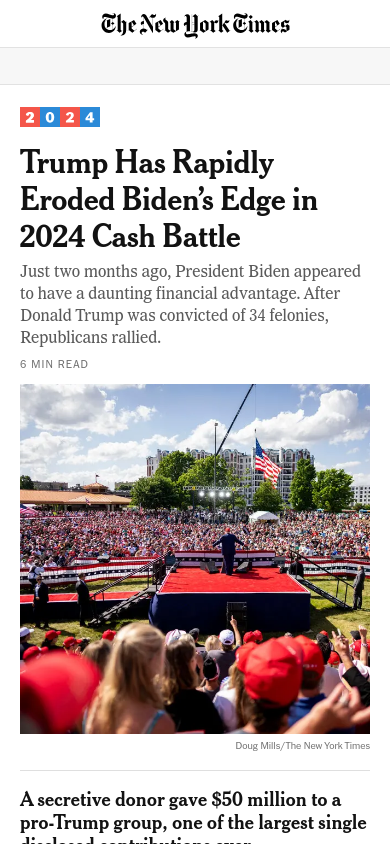 The New York Times
2024
Trump Has Rapidly
Eroded Biden’s Edge in
2024 Cash Battle
Just two months ago, President Biden appeared
to have a daunting financial advantage. After
Donald Trump was convicted of 34 felonies,
Republicans rallied.
6 MIN READ
Doug Mills/The New York Times
A secretive donor gave $50 million to a
pro-Trump group, one of the largest single
disclosed contributions ever.